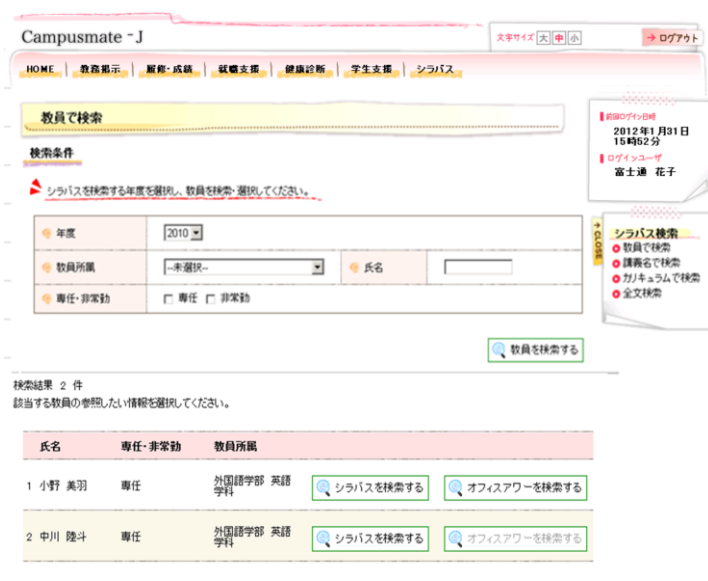 Campusmate-J
文字サイズ 大 中 小
ログアウト
HOME 教務掲示 履修・成績 就職支援 健康診断 学生支援 シラバス
教員で検索
前回ログイン日時
2012年1月31日
15時52分
ログインユーザ
富士通 花子
検索条件
シラバスを検索する年度を選択し、教員を検索・選択してください。
年度 2010
教員所属 --未選択-- 氏名
専任・非常勤 専任 非常勤
CLOSE
シラバス検索
教員で検索
講義名で検索
カリキュラムで検索
全文検索
教員を検索する
検索結果 2 件
該当する教員の参照したい情報を選択してください。
氏名 専任・非常勤 教員所属
1 小野 美羽 専任 外国語学部 英語
学科 シラバスを検索する オフィスアワーを検索する
2 中川 陸斗 専任 外国語学部 英語
学科 シラバスを検索する オフィスアワーを検索する